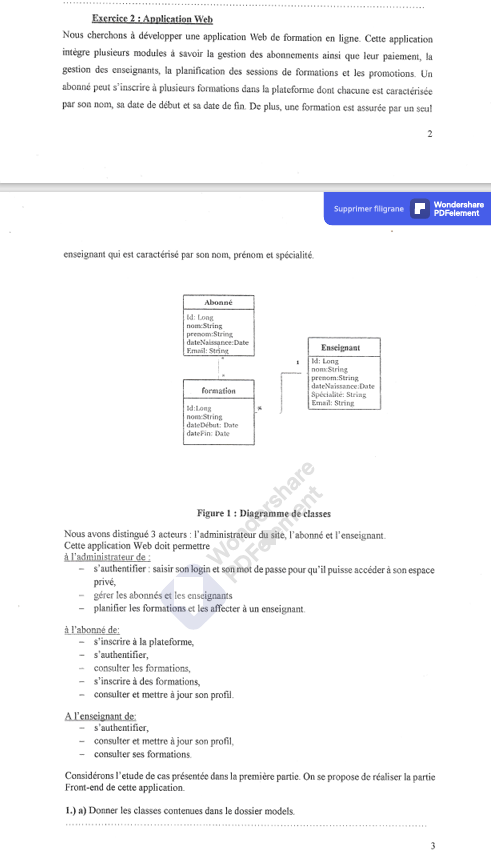 Exercice 2 : Application Web
Nous cherchons à développer une application Web de formation en ligne. Cette application
intègre plusieurs modules à savoir la gestion des abonnements ainsi que leur paiement, la
gestion des enseignants, la planification des sessions de formations et les promotions. Un
abonné peut s'inscrire à plusieurs formations dans la plateforme dont chacune est caractérisée
par son nom, sa date de début et sa date de fin. De plus, une formation est assurée par un seul
2
Supprimer filigrane
Wondershare
PDFelement
enseignant qui est caractérisé par son nom, prénom et spécialité.
Abonné
Id: Long
nom:String
prenom:String
dateNaissance:Date
Email: String
*
formation
Id:Long
nom:String
dateDébut: Date
dateFin: Date
*
1
Enseignant
Id: Long
nom:String
prenom:String
dateNaissance:Date
Spécialité: String
Email: String
Wondershare
PDFelement
Figure 1 : Diagramme de classes
Nous avons distingué 3 acteurs : l'administrateur du site, l'abonné et l'enseignant.
Cette application Web doit permettre
à l'administrateur de :
– s'authentifier : saisir son login et son mot de passe pour qu'il puisse accéder à son espace
privé,
– gérer les abonnés et les enseignants
– planifier les formations et les affecter à un enseignant.
à l'abonné de:
– s'inscrire à la plateforme,
– s'authentifier,
– consulter les formations,
– s'inscrire à des formations,
– consulter et mettre à jour son profil.
A l'enseignant de:
– s'authentifier,
– consulter et mettre à jour son profil,
– consulter ses formations.
Considérons l'etude de cas présentée dans la première partie. On se propose de réaliser la partie
Front-end de cette application.
1.) a) Donner les classes contenues dans le dossier models.
3